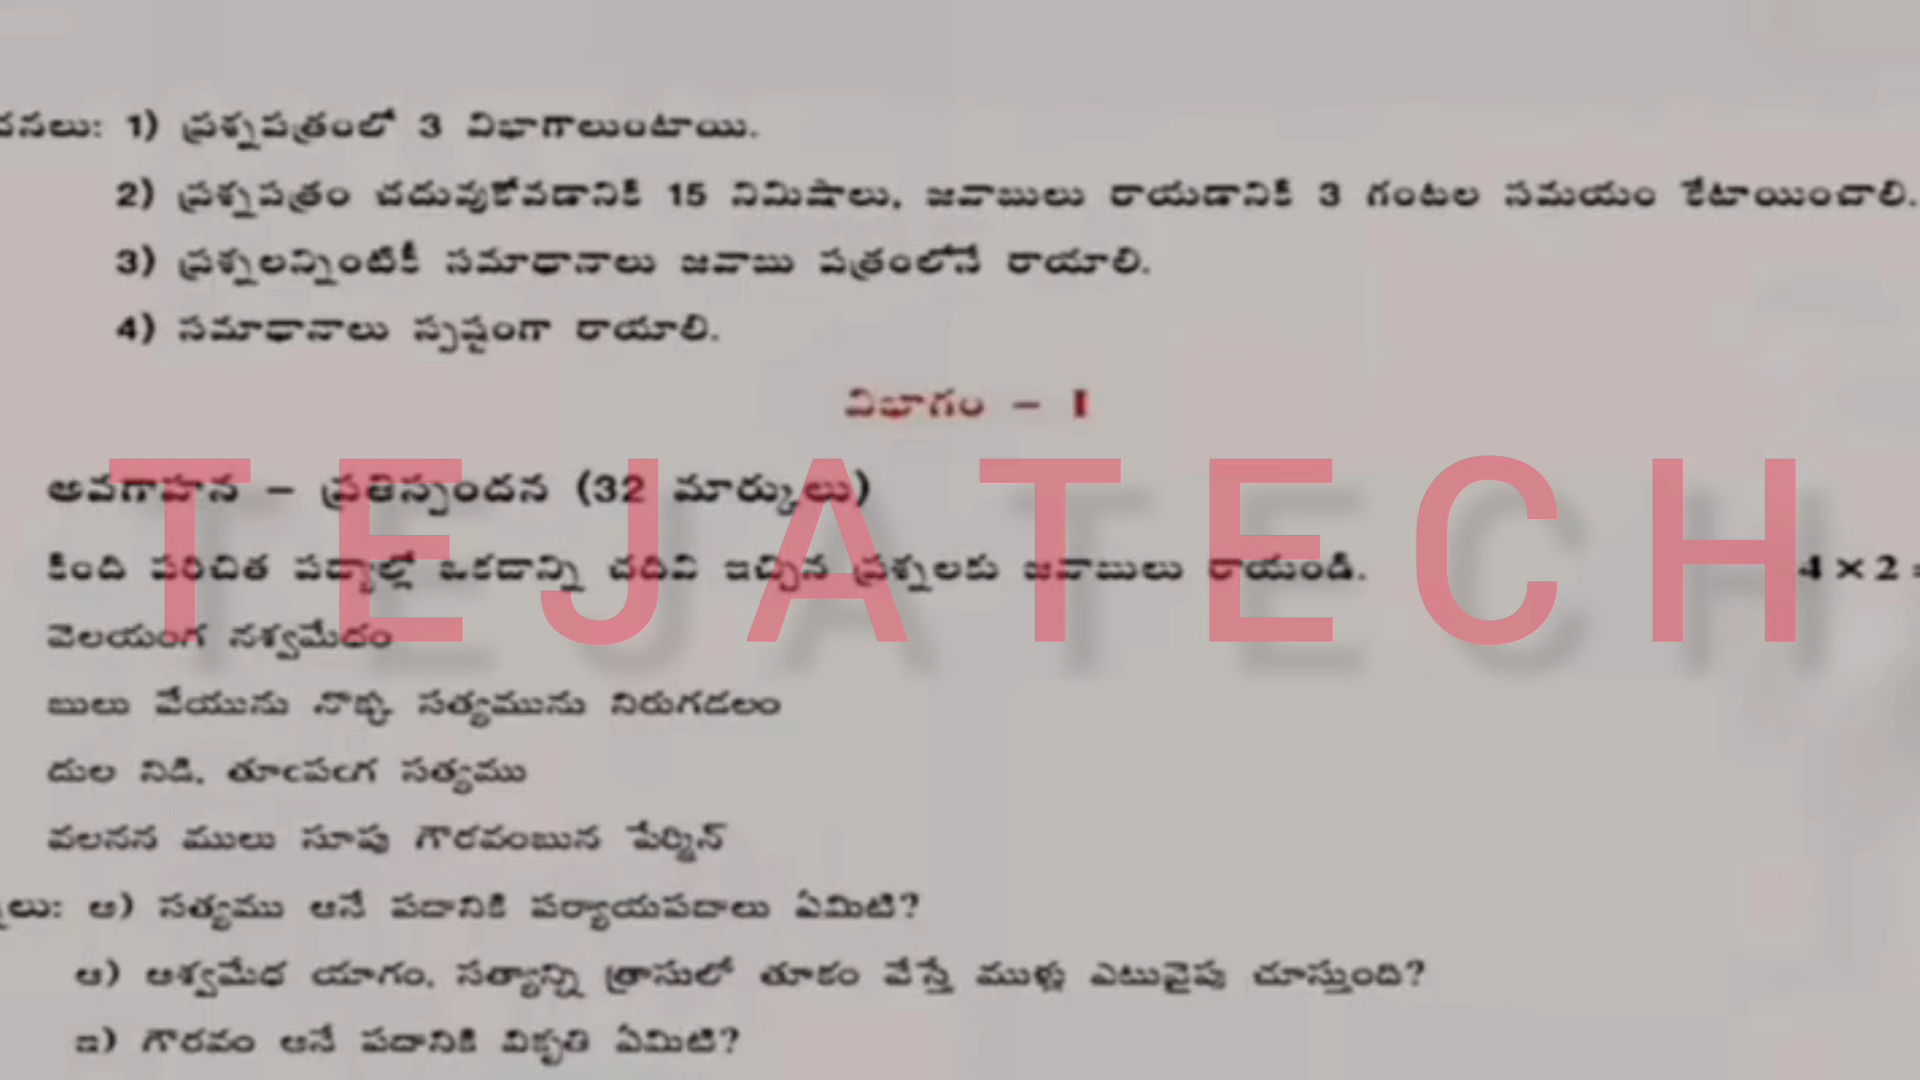 1) ప్రశ్నపత్రంలో 3 విభాగాలుంటాయి.
2) ప్రశ్నపత్రం చదువుకోవడానికి 15 నిమిషాలు, జవాబులు రాయడానికి 3 గంటల సమయం కేటాయించాలి.
3) ప్రశ్నలన్నింటికీ సమాధానాలు జవాబు పత్రంలోనే రాయాలి.
4) సమాధానాలు స్పష్టంగా రాయాలి.
విభాగం – I
అవగాహన – ప్రతిస్పందన (32 మార్కులు)
కింది పరిచిత పద్యాల్లో ఒకదాన్ని చదివి ఇచ్చిన ప్రశ్నలకు జవాబులు రాయండి. 4 × 2 =
TEJATECH
వెలయంగ నశ్వమేధం
బులు వేయును నొక్క సత్యమును నిరుగడలం
దుల నిడి, తూఁపఁగ సత్యము
వలనన ములు సూపు గౌరవంబున పేర్మిన్
అ) సత్యము అనే పదానికి పర్యాయపదాలు ఏమిటి?
ఆ) అశ్వమేధ యాగం, సత్యాన్ని త్రాసులో తూకం వేస్తే ముళ్లు ఎటువైపు చూస్తుంది?
ఇ) గౌరవం అనే పదానికి వికృతి ఏమిటి?